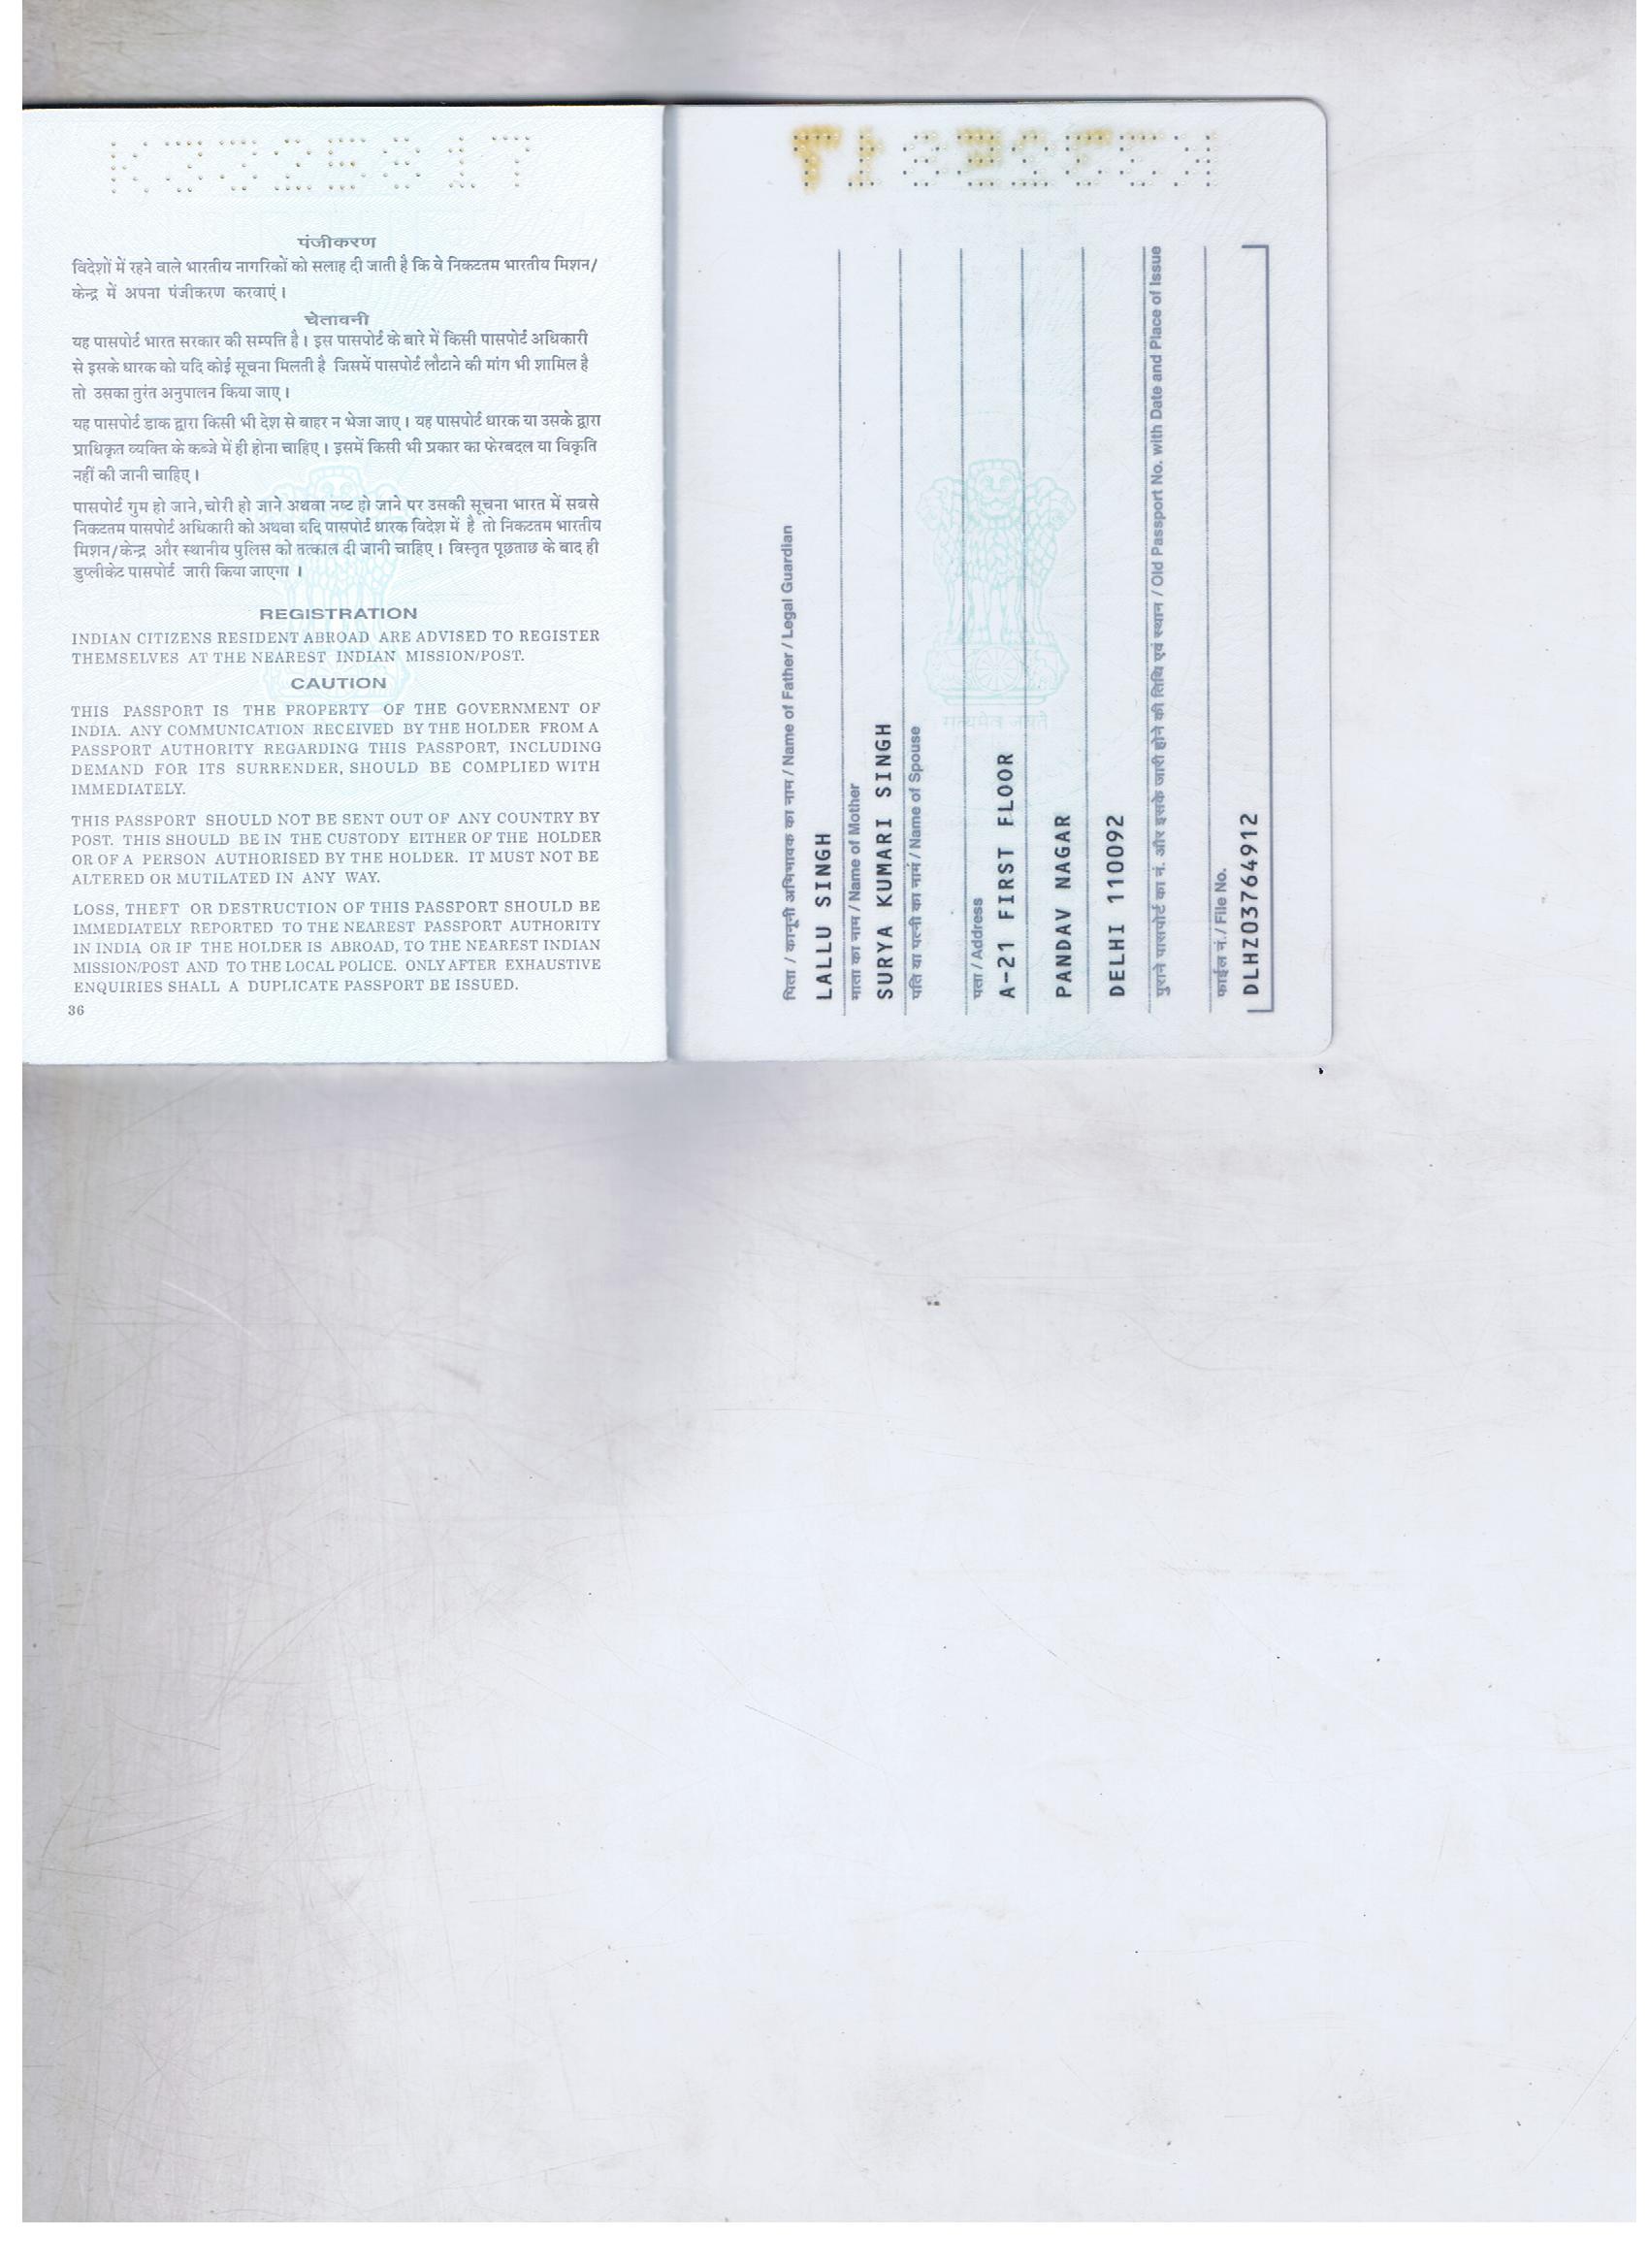 पंजीकरण
विदेशों में रहने वाले भारतीय नागरिकों को सलाह दी जाती है कि वे निकटतम भारतीय मिशन/
केन्द्र में अपना पंजीकरण करवाएं।
चेतावनी
यह पासपोर्ट भारत सरकार की सम्पत्ति है। इस पासपोर्ट के बारे में किसी पासपोर्ट अधिकारी
से इसके धारक को यदि कोई सूचना मिलती है जिसमें पासपोर्ट लौटाने की मांग भी शामिल है
तो उसका तुरंत अनुपालन किया जाए।
यह पासपोर्ट डाक द्वारा किसी भी देश से बाहर न भेजा जाए। यह पासपोर्ट धारक या उसके द्वारा
प्राधिकृत व्यक्ति के कब्जे में ही होना चाहिए। इसमें किसी भी प्रकार का फेरबदल या विकृति
नहीं की जानी चाहिए।
पासपोर्ट गुम हो जाने, चोरी हो जाने अथवा नष्ट हो जाने पर उसकी सूचना भारत में सबसे
निकटतम पासपोर्ट अधिकारी को अथवा यदि पासपोर्ट धारक विदेश में है तो निकटतम भारतीय
मिशन/केन्द्र और स्थानीय पुलिस को तत्काल दी जानी चाहिए। विस्तृत पूछताछ के बाद ही
डुप्लीकेट पासपोर्ट जारी किया जाएगा ।
REGISTRATION
INDIAN CITIZENS RESIDENT ABROAD ARE ADVISED TO REGISTER
THEMSELVES AT THE NEAREST INDIAN MISSION/POST.
CAUTION
THIS PASSPORT IS THE PROPERTY OF THE GOVERNMENT OF
INDIA. ANY COMMUNICATION RECEIVED BY THE HOLDER FROM A
PASSPORT AUTHORITY REGARDING THIS PASSPORT, INCLUDING
DEMAND FOR ITS SURRENDER, SHOULD BE COMPLIED WITH
IMMEDIATELY.
THIS PASSPORT SHOULD NOT BE SENT OUT OF ANY COUNTRY BY
POST. THIS SHOULD BE IN THE CUSTODY EITHER OF THE HOLDER
OR OF A PERSON AUTHORISED BY THE HOLDER. IT MUST NOT BE
ALTERED OR MUTILATED IN ANY WAY.
LOSS, THEFT OR DESTRUCTION OF THIS PASSPORT SHOULD BE
IMMEDIATELY REPORTED TO THE NEAREST PASSPORT AUTHORITY
IN INDIA OR IF THE HOLDER IS ABROAD, TO THE NEAREST INDIAN
MISSION/POST AND TO THE LOCAL POLICE. ONLY AFTER EXHAUSTIVE
ENQUIRIES SHALL A DUPLICATE PASSPORT BE ISSUED.
36
पिता / कानूनी अभिभावक का नाम / Name of Father / Legal Guardian
LALLU SINGH
माता का नाम / Name of Mother
SURYA KUMARI SINGH
पति या पत्नी का नाम / Name of Spouse
पता / Address
A-21 FIRST FLOOR
PANDAV NAGAR
DELHI 110092
पुराने पासपोर्ट का नं. और इसके जारी होने की तिथि एवं स्थान / Old Passport No. with Date and Place of Issue
फाईल नं. / File No.
DLHZ03764912
सत्यमेव जयते